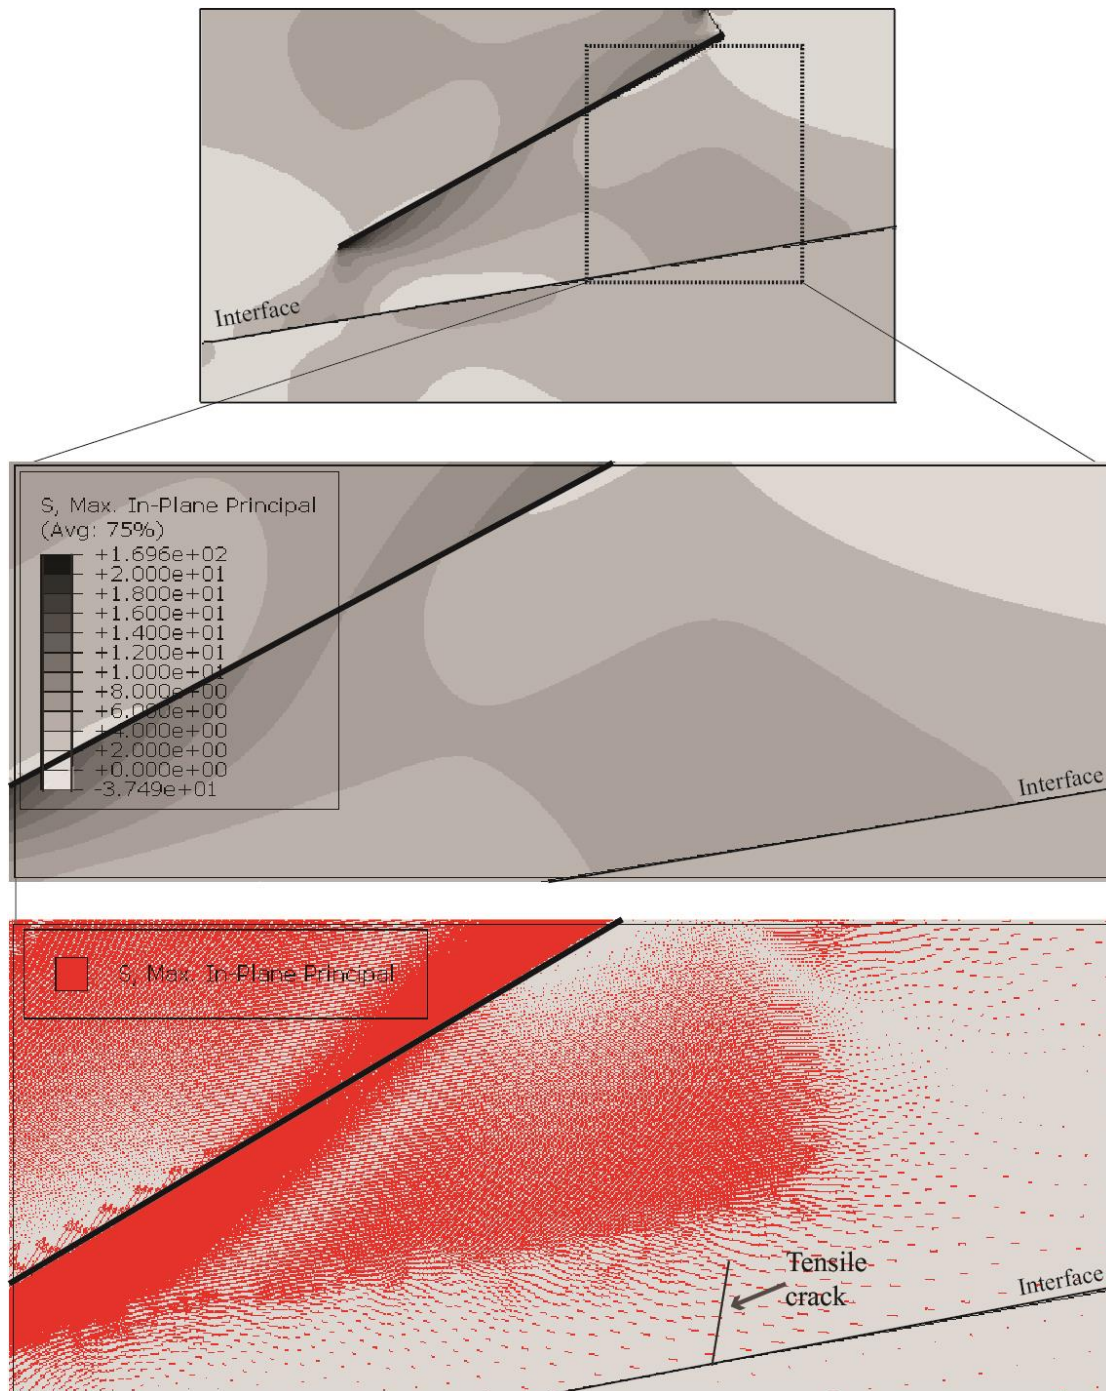 Interface
S, Max. In-Plane Principal
(Avg: 75%)
+1.696e+02
+2.000e+01
+1.800e+01
+1.600e+01
+1.400e+01
+1.200e+01
+1.000e+01
+8.000e+00
+6.000e+00
+4.000e+00
+2.000e+00
+0.000e+00
-3.749e+01
Interface
S, Max. In-Plane Principal
Tensile
crack
Interface